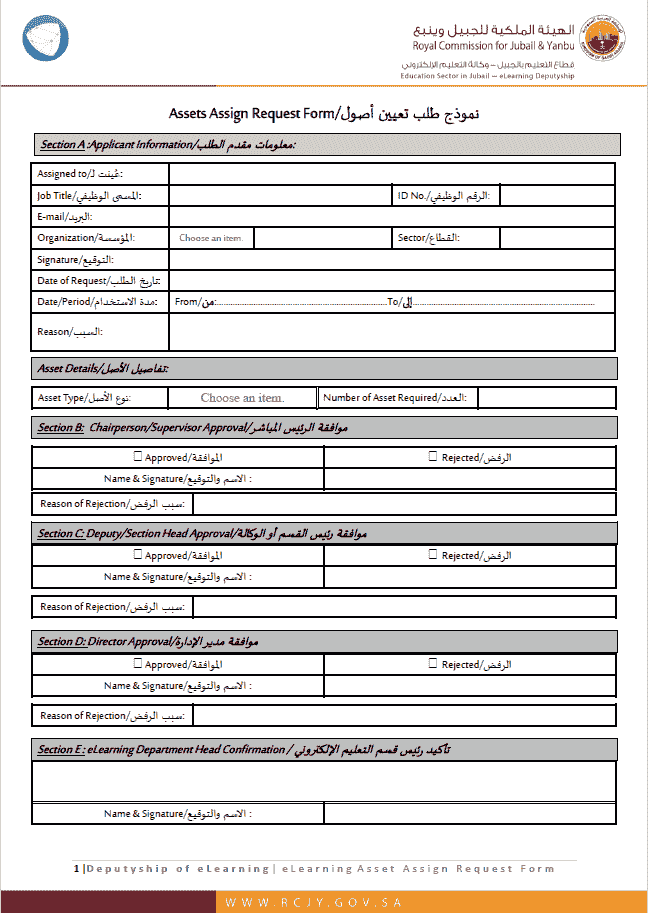 الهيئة الملكية للجبيل وينبع
Royal Commission for Jubail & Yanbu
قطاع التعليم بالجبيل – وكالة التعليم الإلكتروني
Education Sector in Jubail – eLearning Deputyship
Assets Assign Request Form/نموذج طلب تعيين أصول
Section A :Applicant Information/معلومات مقدم الطلب:
Assigned to/عُينت لـ:
Job Title/المسمى الوظيفي: ID No./الرقم الوظيفي:
E-mail/البريد:
Organization/المؤسسة: Choose an item. Sector/القطاع:
Signature/التوقيع:
Date of Request/تاريخ الطلب:
Date/Period/مدة الاستخدام: From/من:.......................................................To/إلى...........................................................
Reason/السبب:
Asset Details/تفاصيل الأصل:
Asset Type/نوع الأصل: Choose an item. Number of Asset Required/العدد:
Section B: Chairperson/Supervisor Approval/موافقة الرئيس المباشر
☐ Approved/الموافقة ☐ Rejected/الرفض
Name & Signature/الاسم والتوقيع :
Reason of Rejection/سبب الرفض:
Section C: Deputy/Section Head Approval/موافقة رئيس القسم أو الوكالة
☐ Approved/الموافقة ☐ Rejected/الرفض
Name & Signature/الاسم والتوقيع :
Reason of Rejection/سبب الرفض:
Section D: Director Approval/موافقة مدير الإدارة
☐ Approved/الموافقة ☐ Rejected/الرفض
Name & Signature/الاسم والتوقيع :
Reason of Rejection/سبب الرفض:
Section E : eLearning Department Head Confirmation / تأكيد رئيس قسم التعليم الإلكتروني
Name & Signature/الاسم والتوقيع :
1|Deputyship of eLearning| eLearning Asset Assign Request Form
WWW.RCJY.GOV.SA